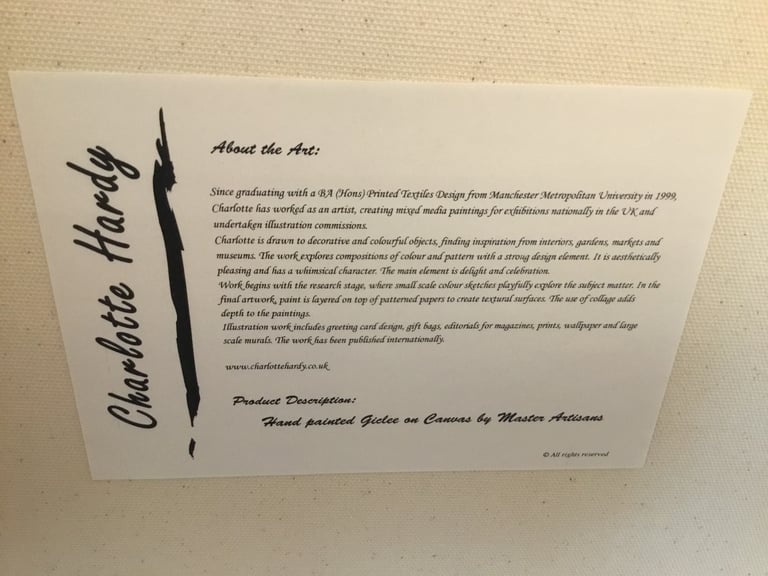 Charlotte Hardy
About the Art:
Since graduating with a BA (Hons) Printed Textiles Design from Manchester Metropolitan University in 1999,
Charlotte has worked as an artist, creating mixed media paintings for exhibitions nationally in the UK and
undertaken illustration commissions.
Charlotte is drawn to decorative and colourful objects, finding inspiration from interiors, gardens, markets and
museums. The work explores compositions of colour and pattern with a strong design element. It is aesthetically
pleasing and has a whimsical character. The main element is delight and celebration.
Work begins with the research stage, where small scale colour sketches playfully explore the subject matter. In the
final artwork, paint is layered on top of patterned papers to create textural surfaces. The use of collage adds
depth to the paintings.
Illustration work includes greeting card design, gift bags, editorials for magazines, prints, wallpaper and large
scale murals. The work has been published internationally.
www.charlottehardy.co.uk
Product Description:
Hand painted Giclee on Canvas by Master Artisans
© All rights reserved